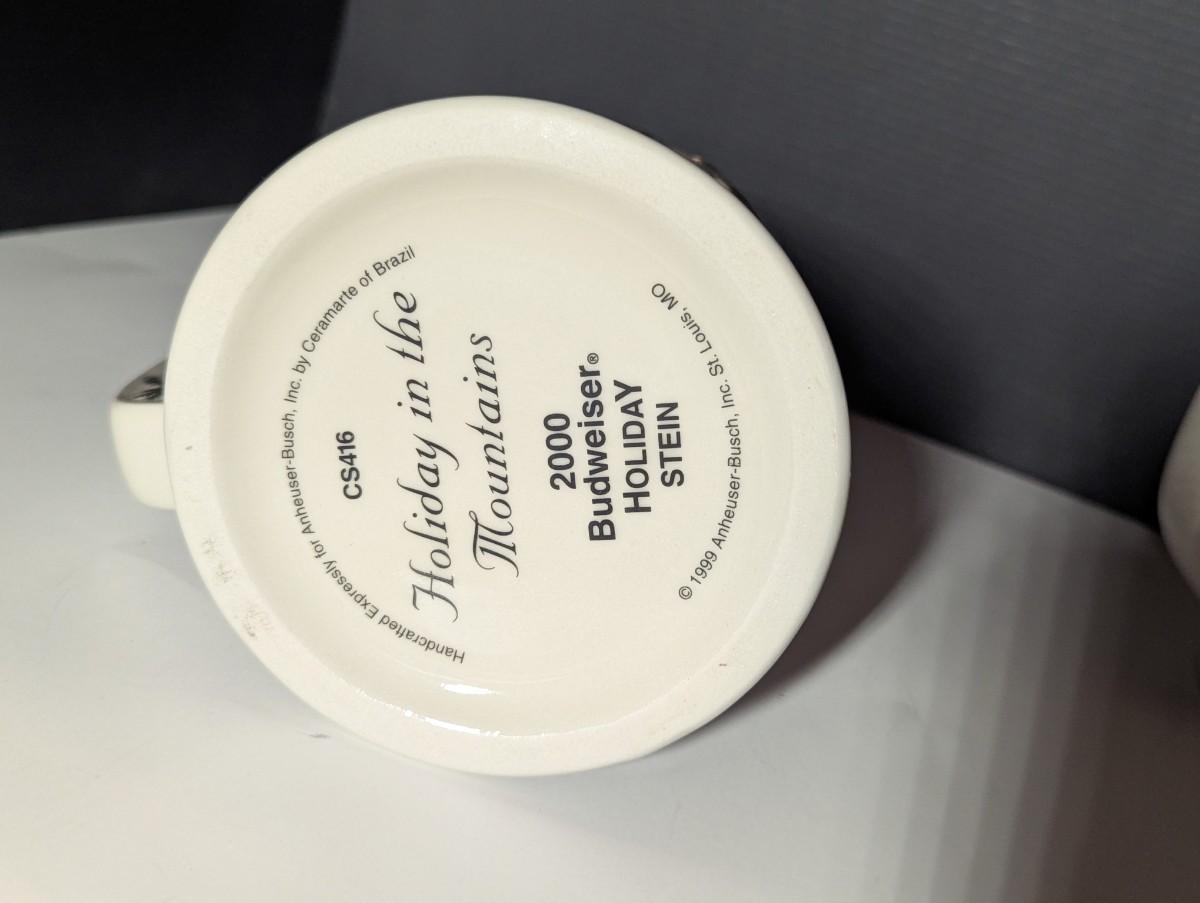 Handcrafted Expressly for Anheuser-Busch, Inc. by Ceramarte of Brazil
CS416
Holiday in the
Mountains
2000
Budweiser®
HOLIDAY
STEIN
© 1999 Anheuser-Busch, Inc. St. Louis, MO